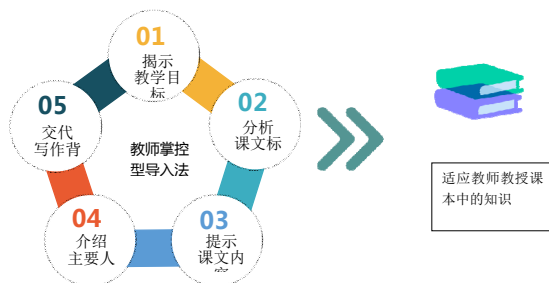 01
揭示
教学目
标
02
分析
课文标
03
提示
课文内
容
04
介绍
主要人
05
交代
写作背
教师掌控
型导入法
适应教师教授课
本中的知识